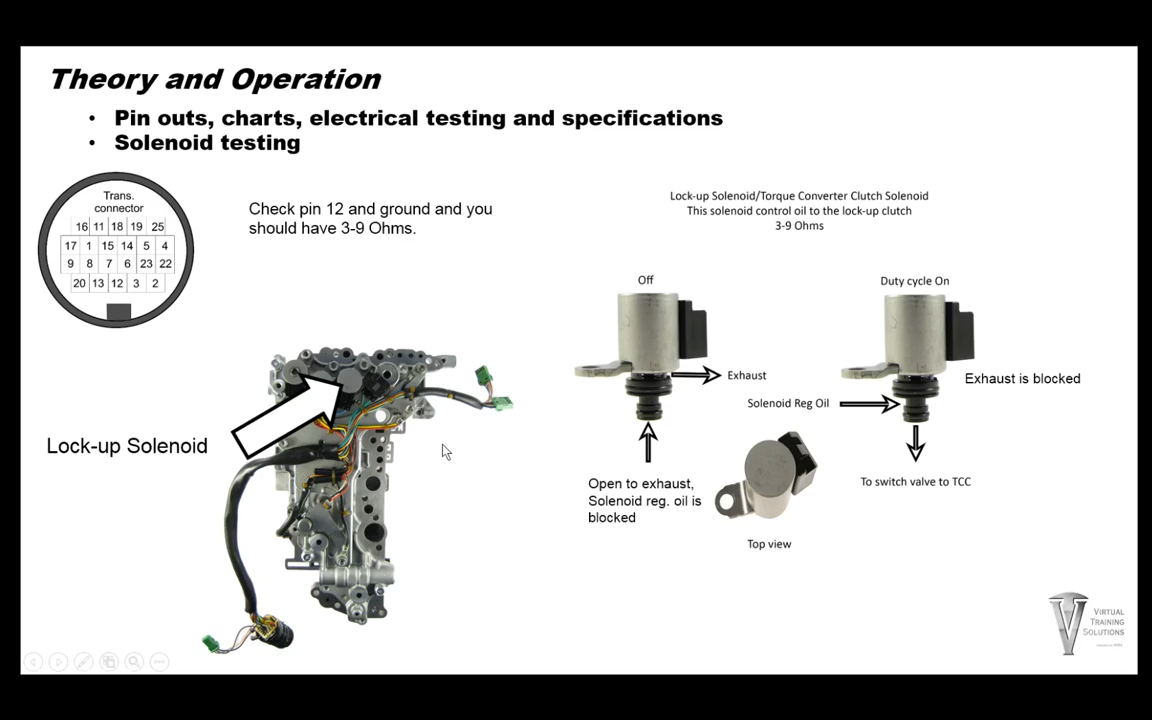 Theory and Operation
• Pin outs, charts, electrical testing and specifications
• Solenoid testing
Trans.
connector
16 11 18 19 25
17 1 15 14 5 4
9 8 7 6 23 22
20 13 12 3 2
Check pin 12 and ground and you
should have 3-9 Ohms.
Lock-up Solenoid/Torque Converter Clutch Solenoid
This solenoid control oil to the lock-up clutch
3-9 Ohms
Off
Duty cycle On
Exhaust
Exhaust is blocked
Solenoid Reg Oil
Lock-up Solenoid
Open to exhaust,
Solenoid reg. oil is
blocked
To switch valve to TCC
Top view
VIRTUAL
TRAINING
SOLUTIONS